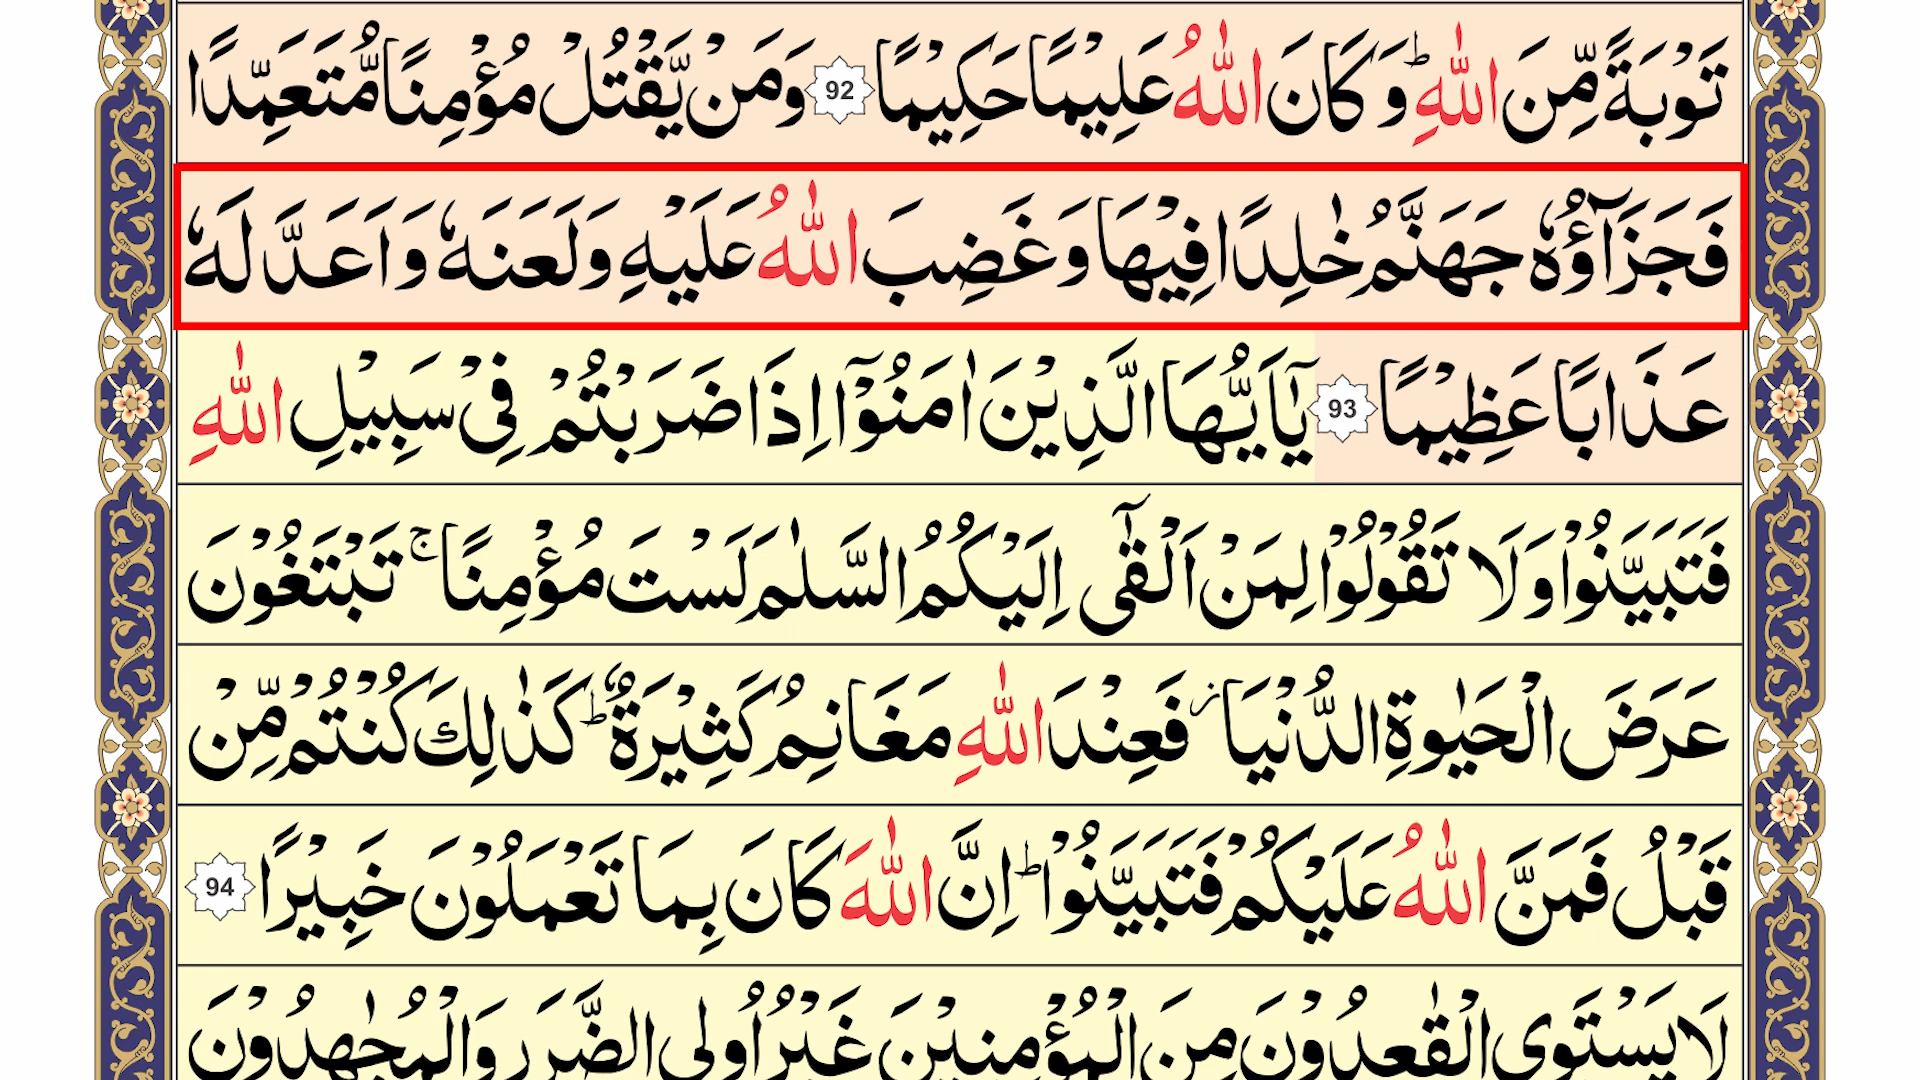 تَوْبَةً مِّنَ اللّٰهِ ؕ وَ كَانَ اللّٰهُ عَلِیْمًا حَكِیْمًا 92 وَ مَنْ یَّقْتُلْ مُؤْمِنًا مُّتَعَمِّدًا
فَجَزَآؤُهٗ جَهَنَّمُ خٰلِدًا فِیْهَا وَ غَضِبَ اللّٰهُ عَلَیْهِ وَ لَعَنَهٗ وَ اَعَدَّ لَهٗ
عَذَابًا عَظِیْمًا 93 یٰۤاَیُّهَا الَّذِیْنَ اٰمَنُوْۤا اِذَا ضَرَبْتُمْ فِیْ سَبِیْلِ اللّٰهِ
فَتَبَیَّنُوْا وَ لَا تَقُوْلُوْا لِمَنْ اَلْقٰۤى اِلَیْكُمُ السَّلٰمَ لَسْتَ مُؤْمِنًا ۚ تَبْتَغُوْنَ
عَرَضَ الْحَیٰوةِ الدُّنْیَا ؗ فَعِنْدَ اللّٰهِ مَغَانِمُ كَثِیْرَةٌ ؕ كَذٰلِكَ كُنْتُمْ مِّنْ
قَبْلُ فَمَنَّ اللّٰهُ عَلَیْكُمْ فَتَبَیَّنُوْا ؕ اِنَّ اللّٰهَ كَانَ بِمَا تَعْمَلُوْنَ خَبِیْرًا 94
لَا یَسْتَوِی الْقٰعِدُوْنَ مِنَ الْمُؤْمِنِیْنَ غَیْرُ اُولِی الضَّرَرِ وَ الْمُجٰهِدُوْنَ